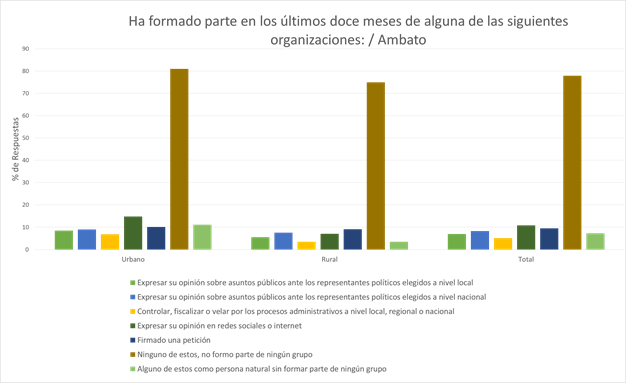 Ha formado parte en los últimos doce meses de alguna de las siguientes
organizaciones: / Ambato
% de Respuestas
90
80
70
60
50
40
30
20
10
0
Urbano Rural Total
Expresar su opinión sobre asuntos públicos ante los representantes políticos elegidos a nivel local
Expresar su opinión sobre asuntos públicos ante los representantes políticos elegidos a nivel nacional
Controlar, fiscalizar o velar por los procesos administrativos a nivel local, regional o nacional
Expresar su opinión en redes sociales o internet
Firmado una petición
Ninguno de estos, no formo parte de ningún grupo
Alguno de estos como persona natural sin formar parte de ningún grupo